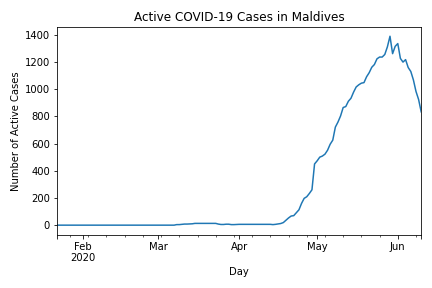 Active COVID-19 Cases in Maldives
Number of Active Cases
1400
1200
1000
800
600
400
200
0
Feb
2020
Mar
Apr
May
Jun
Day